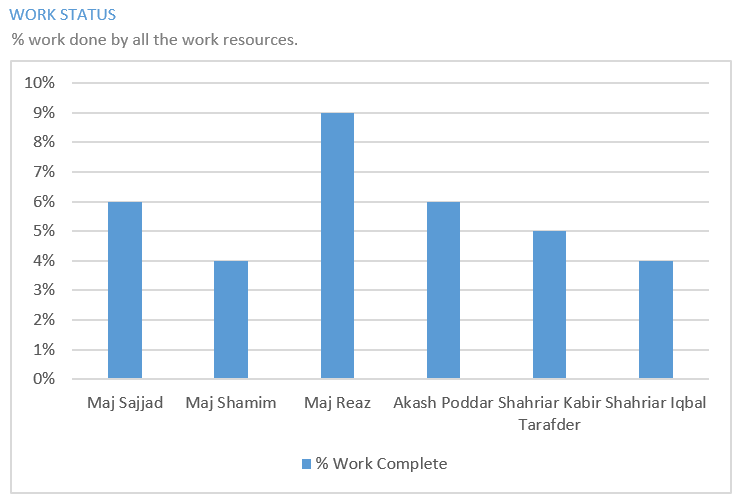 WORK STATUS
% work done by all the work resources.
10%
9%
8%
7%
6%
5%
4%
3%
2%
1%
0%
Maj Sajjad Maj Shamim Maj Reaz Akash Poddar Shahriar Kabir Shahriar Iqbal
Tarafder
% Work Complete